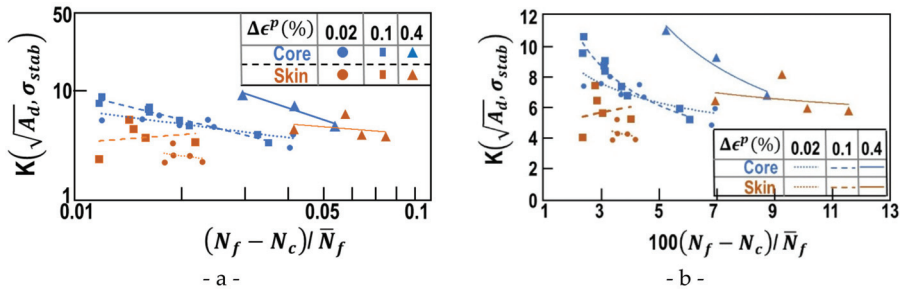 50
10
1
K(√A_d, σ_stab)
Δϵ^p(%) 0.02 0.1 0.4
Core
Skin
0.01 0.02 0.05 0.1
(N_f − N_c)/ N̄_f
- a -
12
10
8
6
4
2
0
K(√A_d, σ_stab)
Δϵ^p(%) 0.02 0.1 0.4
Core
Skin
1 3 5 7 9 11 13
100(N_f − N_c)/ N̄_f
- b -